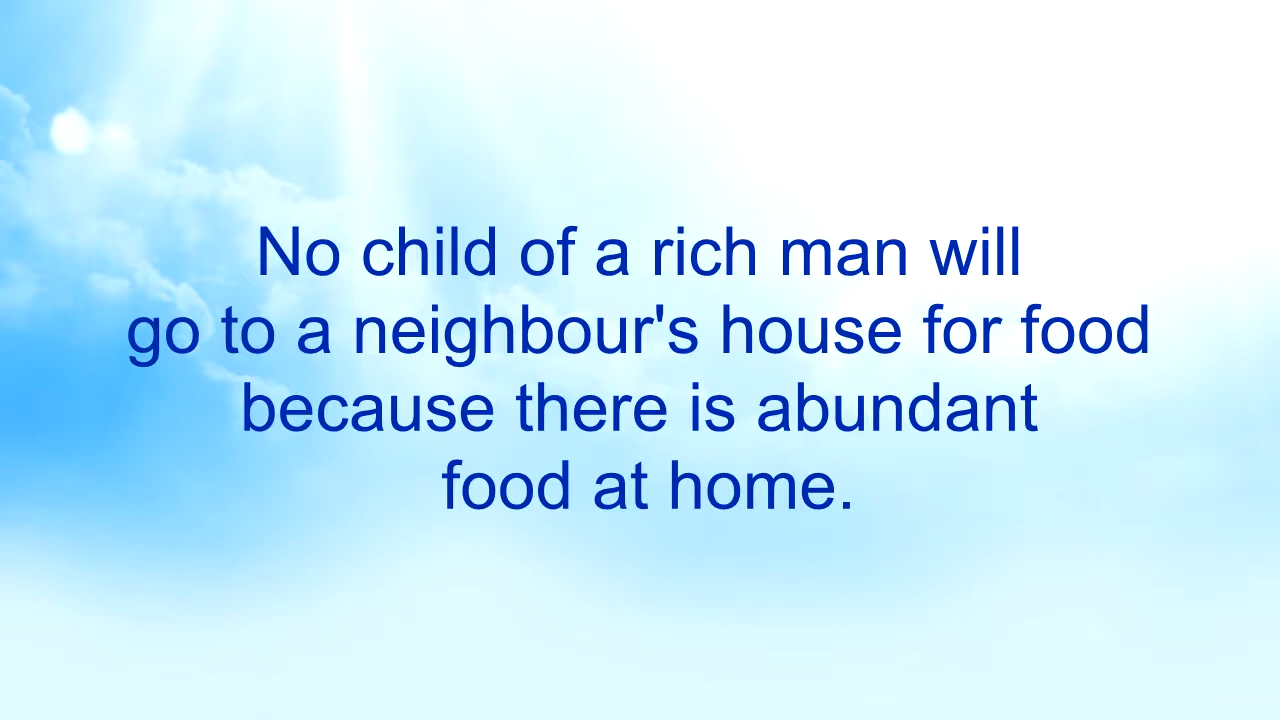 No child of a rich man will
go to a neighbour's house for food
because there is abundant
food at home.